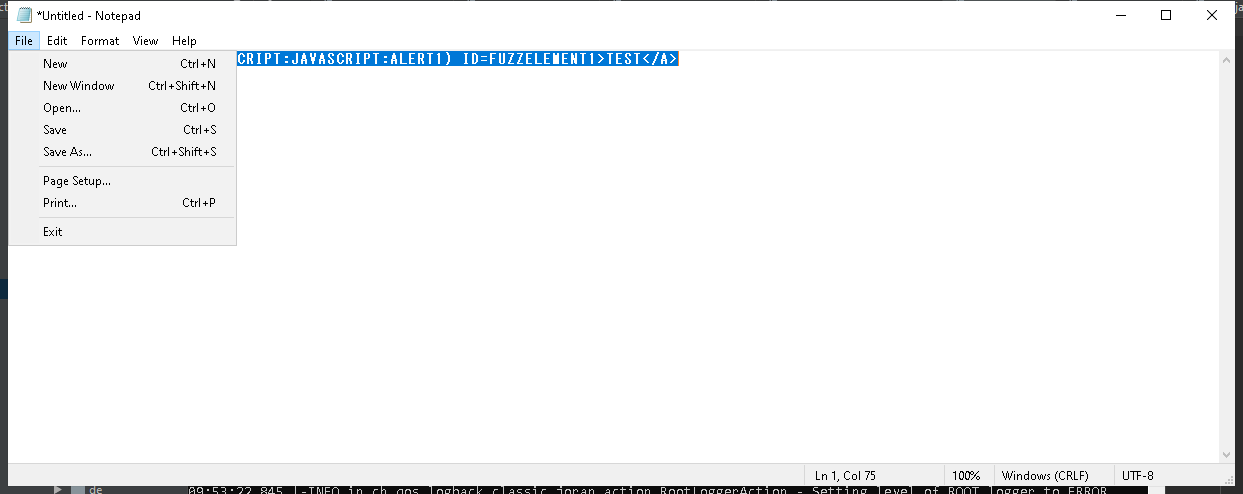 *Untitled - Notepad
File Edit Format View Help
CRIPT:JAVASCRIPT:ALERT1) ID=FUZZELEMENT1>TEST</A>
New Ctrl+N
New Window Ctrl+Shift+N
Open... Ctrl+O
Save Ctrl+S
Save As... Ctrl+Shift+S
Page Setup...
Print... Ctrl+P
Exit
Ln 1, Col 75 100% Windows (CRLF) UTF-8
de 09:53:22,845 |-INFO in ch.qos.logback.classic.joran.action.RootLoggerAction - Setting level of ROOT logger to ERROR